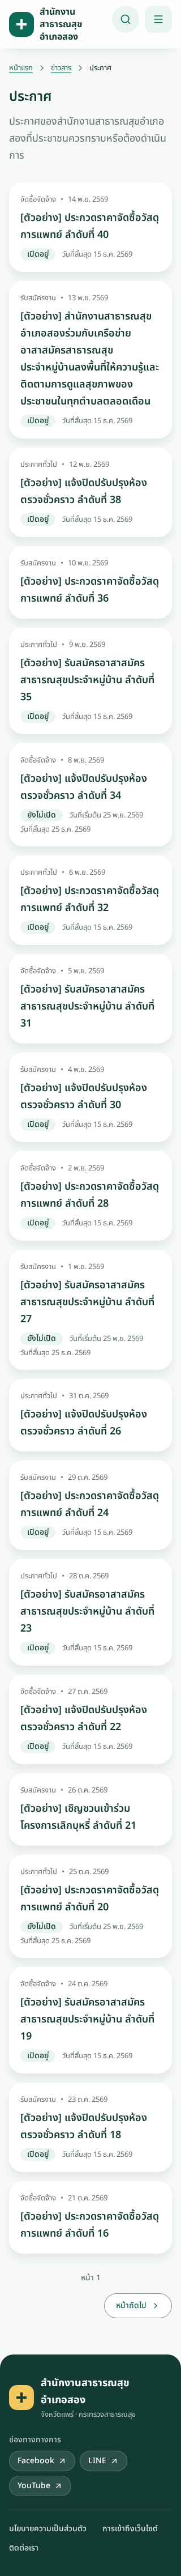 สำนักงาน
สาธารณสุข
อำเภอสอง
หน้าแรก
ข่าวสาร
ประกาศ
ประกาศ
ประกาศของสำนักงานสาธารณสุขอำเภอสอง
ที่ประชาชนควรทราบหรือต้องดำเนิน
การ
จัดซื้อจัดจ้าง • 14 พ.ย. 2569
[ตัวอย่าง] ประกวดราคาจัดซื้อวัสดุ
การแพทย์ ลำดับที่ 40
เปิดอยู่ วันที่สิ้นสุด 15 ธ.ค. 2569
รับสมัครงาน • 13 พ.ย. 2569
[ตัวอย่าง] สำนักงานสาธารณสุข
อำเภอสองร่วมกับเครือข่าย
อาสาสมัครสาธารณสุข
ประจำหมู่บ้านลงพื้นที่ให้ความรู้และ
ติดตามการดูแลสุขภาพของ
ประชาชนในทุกตำบลตลอดเดือน
เปิดอยู่ วันที่สิ้นสุด 15 ธ.ค. 2569
ประกาศทั่วไป • 12 พ.ย. 2569
[ตัวอย่าง] แจ้งปิดปรับปรุงห้อง
ตรวจชั่วคราว ลำดับที่ 38
เปิดอยู่ วันที่สิ้นสุด 15 ธ.ค. 2569
รับสมัครงาน • 10 พ.ย. 2569
[ตัวอย่าง] ประกวดราคาจัดซื้อวัสดุ
การแพทย์ ลำดับที่ 36
ประกาศทั่วไป • 9 พ.ย. 2569
[ตัวอย่าง] รับสมัครอาสาสมัคร
สาธารณสุขประจำหมู่บ้าน ลำดับที่
35
เปิดอยู่ วันที่สิ้นสุด 15 ธ.ค. 2569
จัดซื้อจัดจ้าง • 8 พ.ย. 2569
[ตัวอย่าง] แจ้งปิดปรับปรุงห้อง
ตรวจชั่วคราว ลำดับที่ 34
ยังไม่เปิด วันที่เริ่มต้น 25 พ.ย. 2569
วันที่สิ้นสุด 25 ธ.ค. 2569
ประกาศทั่วไป • 6 พ.ย. 2569
[ตัวอย่าง] ประกวดราคาจัดซื้อวัสดุ
การแพทย์ ลำดับที่ 32
เปิดอยู่ วันที่สิ้นสุด 15 ธ.ค. 2569
จัดซื้อจัดจ้าง • 5 พ.ย. 2569
[ตัวอย่าง] รับสมัครอาสาสมัคร
สาธารณสุขประจำหมู่บ้าน ลำดับที่
31
รับสมัครงาน • 4 พ.ย. 2569
[ตัวอย่าง] แจ้งปิดปรับปรุงห้อง
ตรวจชั่วคราว ลำดับที่ 30
เปิดอยู่ วันที่สิ้นสุด 15 ธ.ค. 2569
จัดซื้อจัดจ้าง • 2 พ.ย. 2569
[ตัวอย่าง] ประกวดราคาจัดซื้อวัสดุ
การแพทย์ ลำดับที่ 28
เปิดอยู่ วันที่สิ้นสุด 15 ธ.ค. 2569
รับสมัครงาน • 1 พ.ย. 2569
[ตัวอย่าง] รับสมัครอาสาสมัคร
สาธารณสุขประจำหมู่บ้าน ลำดับที่
27
ยังไม่เปิด วันที่เริ่มต้น 25 พ.ย. 2569
วันที่สิ้นสุด 25 ธ.ค. 2569
ประกาศทั่วไป • 31 ต.ค. 2569
[ตัวอย่าง] แจ้งปิดปรับปรุงห้อง
ตรวจชั่วคราว ลำดับที่ 26
รับสมัครงาน • 29 ต.ค. 2569
[ตัวอย่าง] ประกวดราคาจัดซื้อวัสดุ
การแพทย์ ลำดับที่ 24
เปิดอยู่ วันที่สิ้นสุด 15 ธ.ค. 2569
ประกาศทั่วไป • 28 ต.ค. 2569
[ตัวอย่าง] รับสมัครอาสาสมัคร
สาธารณสุขประจำหมู่บ้าน ลำดับที่
23
เปิดอยู่ วันที่สิ้นสุด 15 ธ.ค. 2569
จัดซื้อจัดจ้าง • 27 ต.ค. 2569
[ตัวอย่าง] แจ้งปิดปรับปรุงห้อง
ตรวจชั่วคราว ลำดับที่ 22
เปิดอยู่ วันที่สิ้นสุด 15 ธ.ค. 2569
รับสมัครงาน • 26 ต.ค. 2569
[ตัวอย่าง] เชิญชวนเข้าร่วม
โครงการเลิกบุหรี่ ลำดับที่ 21
ประกาศทั่วไป • 25 ต.ค. 2569
[ตัวอย่าง] ประกวดราคาจัดซื้อวัสดุ
การแพทย์ ลำดับที่ 20
ยังไม่เปิด วันที่เริ่มต้น 25 พ.ย. 2569
วันที่สิ้นสุด 25 ธ.ค. 2569
จัดซื้อจัดจ้าง • 24 ต.ค. 2569
[ตัวอย่าง] รับสมัครอาสาสมัคร
สาธารณสุขประจำหมู่บ้าน ลำดับที่
19
เปิดอยู่ วันที่สิ้นสุด 15 ธ.ค. 2569
รับสมัครงาน • 23 ต.ค. 2569
[ตัวอย่าง] แจ้งปิดปรับปรุงห้อง
ตรวจชั่วคราว ลำดับที่ 18
เปิดอยู่ วันที่สิ้นสุด 15 ธ.ค. 2569
จัดซื้อจัดจ้าง • 21 ต.ค. 2569
[ตัวอย่าง] ประกวดราคาจัดซื้อวัสดุ
การแพทย์ ลำดับที่ 16
หน้า 1
หน้าถัดไป
สำนักงานสาธารณสุข
อำเภอสอง
จังหวัดแพร่ · กระทรวงสาธารณสุข
ช่องทางทางการ
Facebook
LINE
YouTube
นโยบายความเป็นส่วนตัว
การเข้าถึงเว็บไซต์
ติดต่อเรา